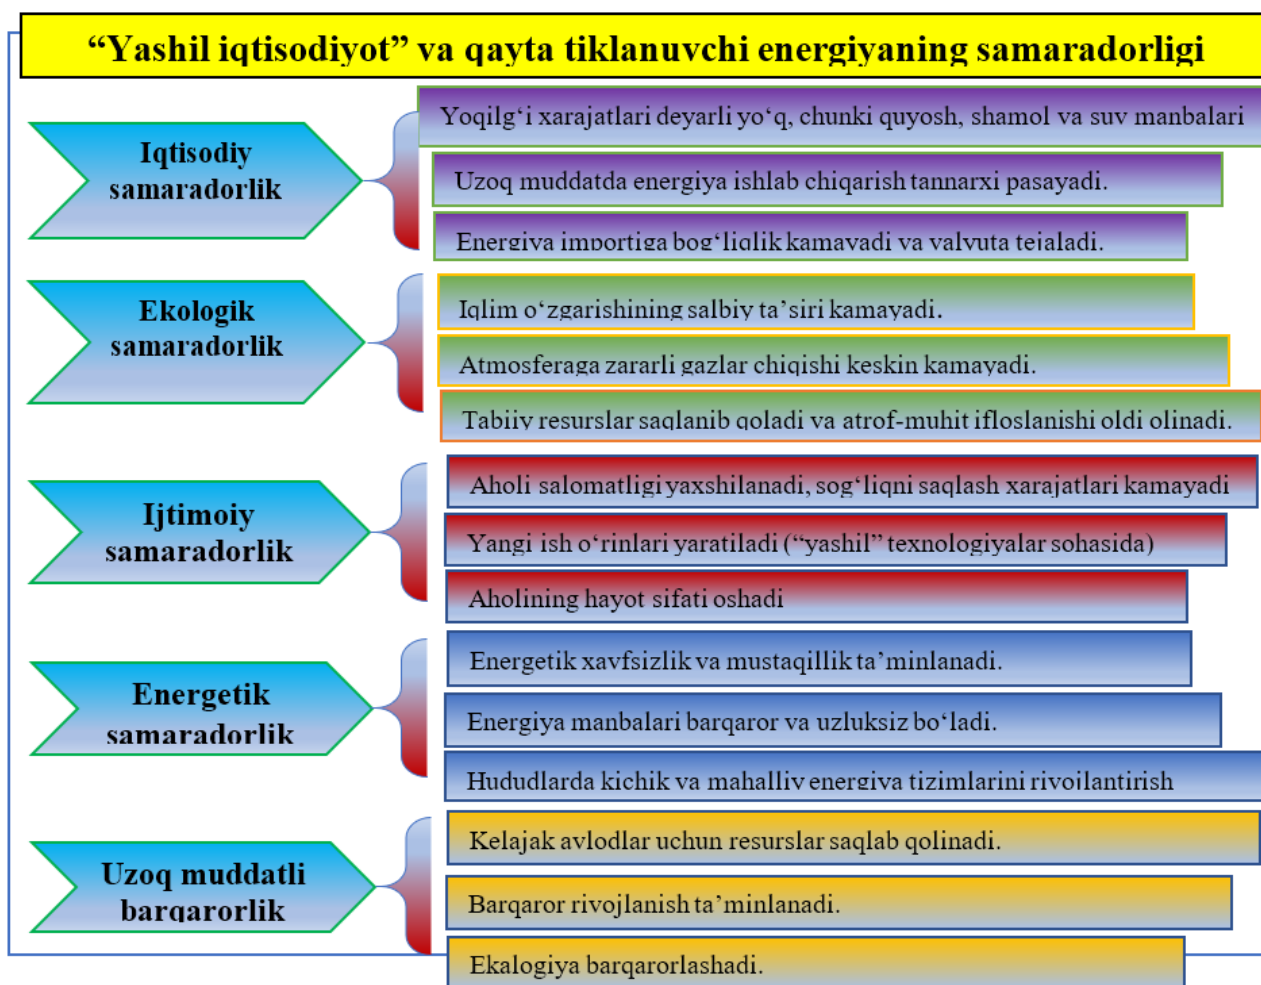 “Yashil iqtisodiyot” va qayta tiklanuvchi energiyaning samaradorligi
Iqtisodiy
samaradorlik
Yoqilg‘i xarajatlari deyarli yo‘q, chunki quyosh, shamol va suv manbalari
Uzoq muddatda energiya ishlab chiqarish tannarxi pasayadi.
Energiya importiga bog‘liqlik kamayadi va valyuta tejaladi.
Ekologik
samaradorlik
Iqlim o‘zgarishining salbiy ta’siri kamayadi.
Atmosferaga zararli gazlar chiqishi keskin kamayadi.
Tabiiy resurslar saqlanib qoladi va atrof-muhit ifloslanishi oldi olinadi.
Ijtimoiy
samaradorlik
Aholi salomatligi yaxshilanadi, sog‘liqni saqlash xarajatlari kamayadi
Yangi ish o‘rinlari yaratiladi (“yashil” texnologiyalar sohasida)
Aholining hayot sifati oshadi
Energetik
samaradorlik
Energetik xavfsizlik va mustaqillik ta’minlanadi.
Energiya manbalari barqaror va uzluksiz bo‘ladi.
Hududlarda kichik va mahalliy energiya tizimlarini rivojlantirish
Uzoq muddatli
barqarorlik
Kelajak avlodlar uchun resurslar saqlab qolinadi.
Barqaror rivojlanish ta’minlanadi.
Ekalogiya barqarorlashadi.